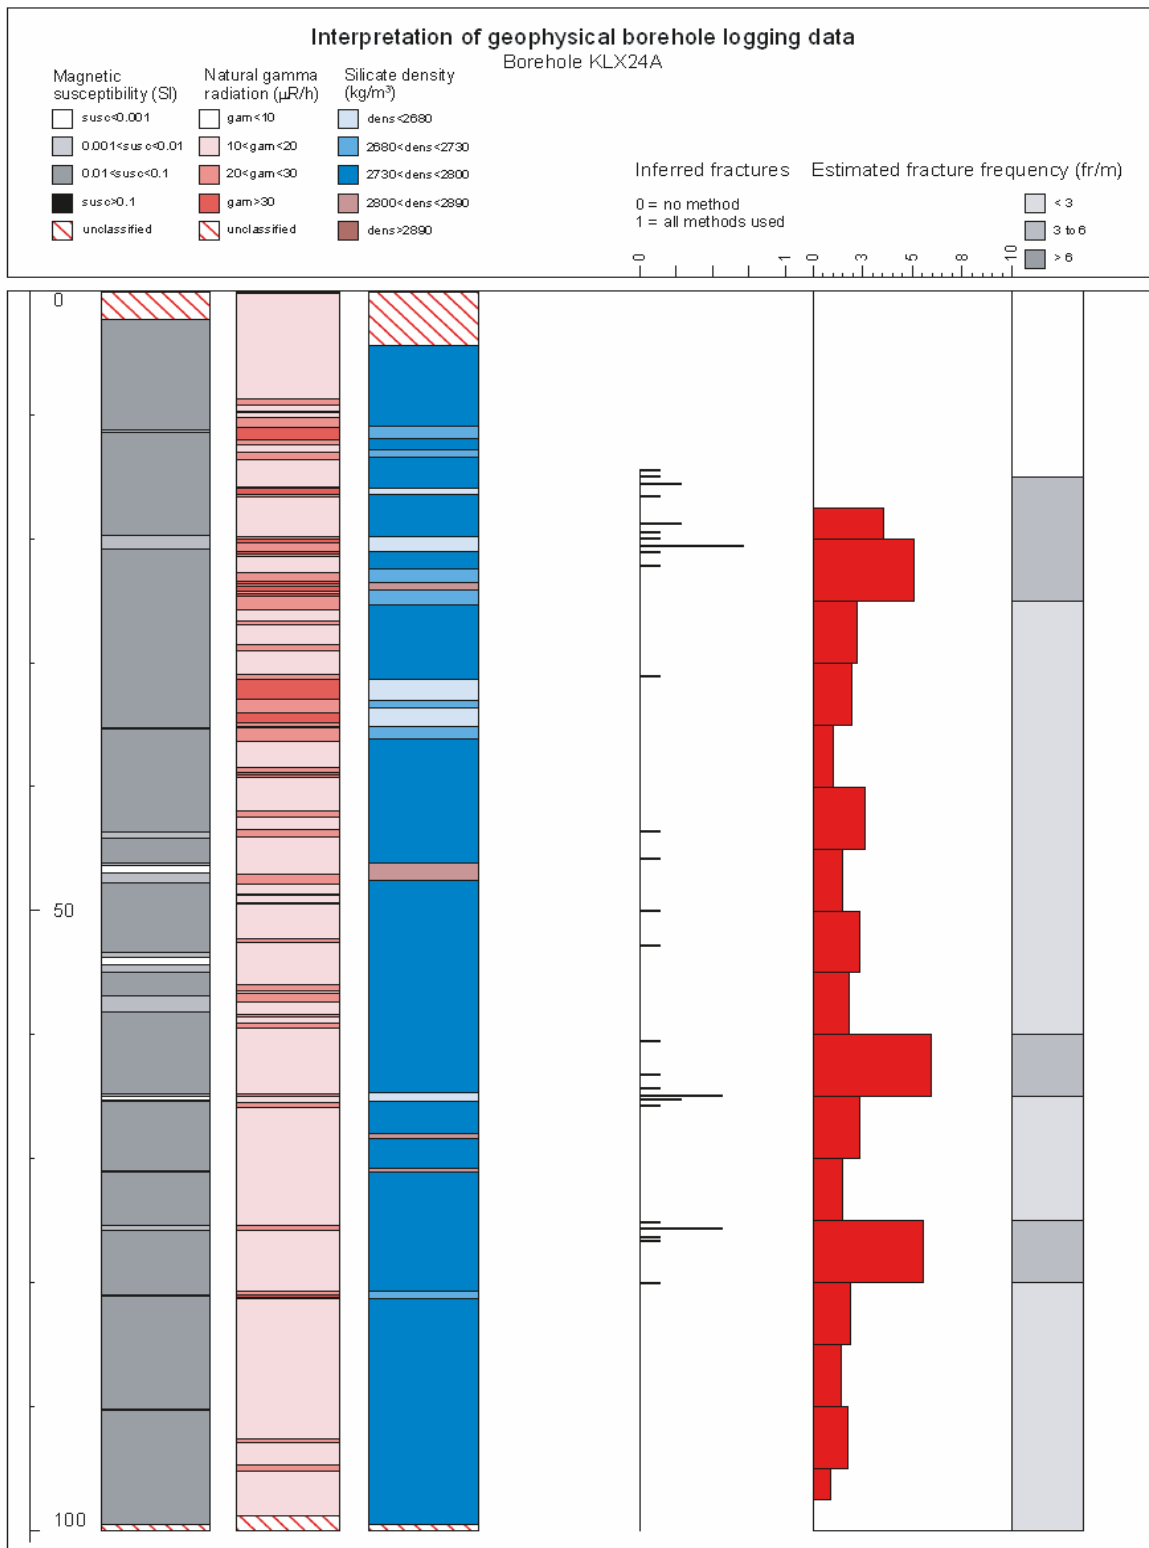 Interpretation of geophysical borehole logging data
Borehole KLX24A
Magnetic
susceptibility (SI)
susc<0.001
0.001<susc<0.01
0.01<susc<0.1
susc>0.1
unclassified
Natural gamma
radiation (µR/h)
gam<10
10<gam<20
20<gam<30
gam>30
unclassified
Silicate density
(kg/m³)
dens<2680
2680<dens<2730
2730<dens<2800
2800<dens<2890
dens>2890
Inferred fractures
0 = no method
1 = all methods used
0 1
Estimated fracture frequency (fr/m)
< 3
3 to 6
> 6
0 3 5 8 10
0
50
100